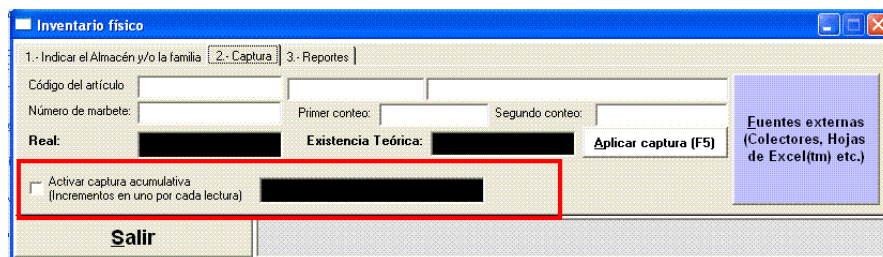 Inventario físico
1.- Indicar el Almacén y/o la familia 2.- Captura 3.- Reportes
Código del artículo
Número de marbete: Primer conteo: Segundo conteo:
Real: Existencia Teórica: Aplicar captura (F5)
Fuentes externas
(Colectores, Hojas
de Excel(tm) etc.)
Activar captura acumulativa
(Incrementos en uno por cada lectura)
Salir